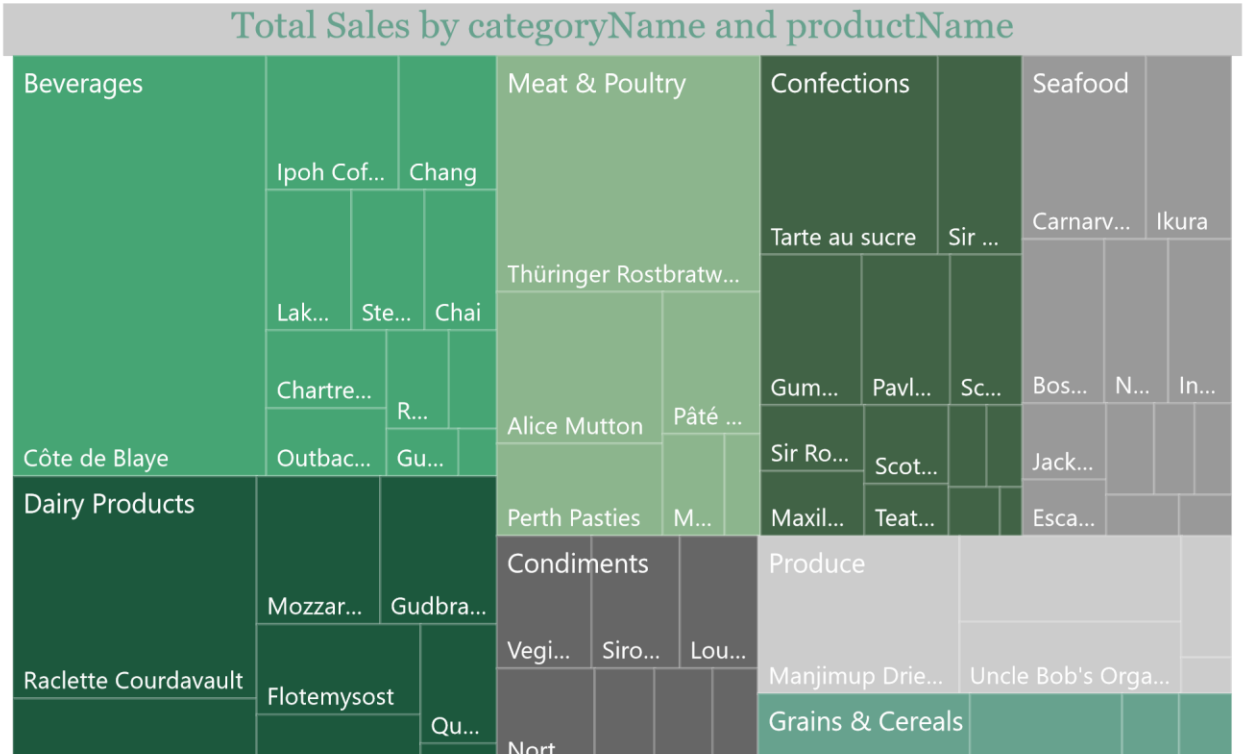 Total Sales by categoryName and productName
Beverages
Ipoh Cof...
Chang
Lak...
Ste...
Chai
Chartre...
R...
Côte de Blaye
Outbac...
Gu...
Meat & Poultry
Thüringer Rostbratw...
Alice Mutton
Pâté ...
Perth Pasties
M...
Confections
Tarte au sucre
Sir ...
Gum...
Pavl...
Sc...
Sir Ro...
Scot...
Maxil...
Teat...
Seafood
Carnarv...
Ikura
Bos...
N...
In...
Jack...
Esca...
Dairy Products
Mozzar...
Gudbra...
Raclette Courdavault
Flotemysost
Qu...
Condiments
Vegi...
Siro...
Lou...
Nort
Produce
Manjimup Drie...
Uncle Bob's Orga...
Grains & Cereals